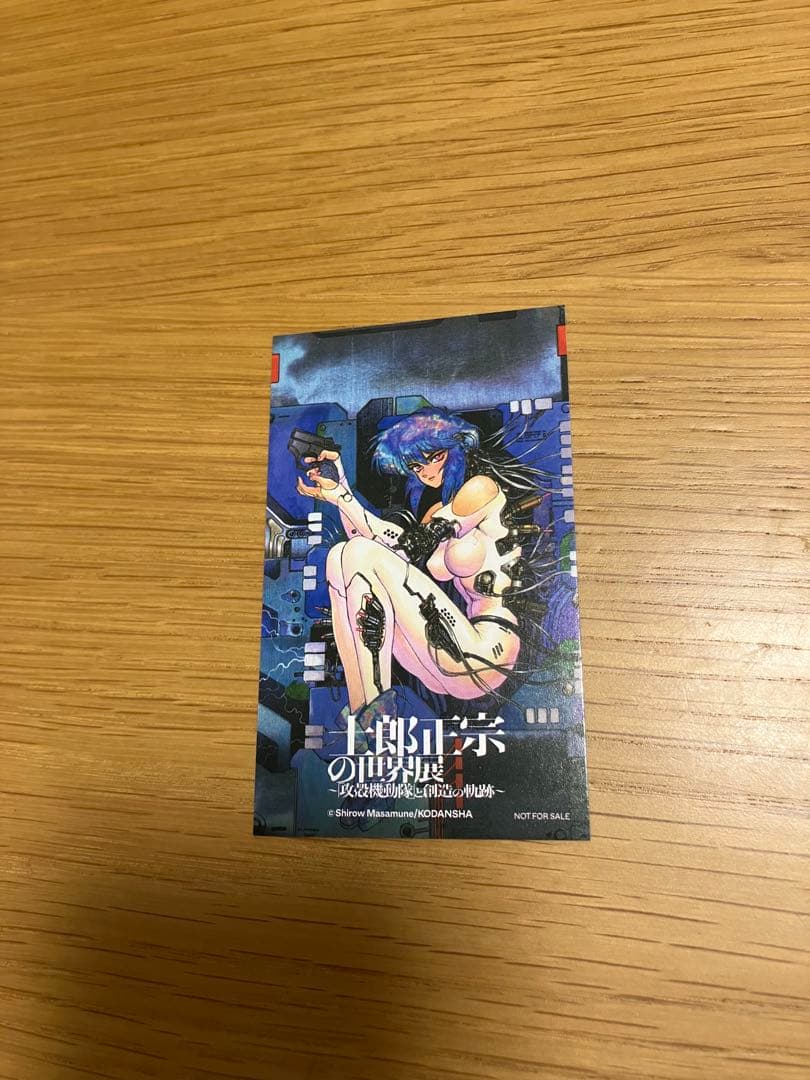 士郎正宗
の世界展
~「攻殻機動隊」と創造の軌跡~
©Shirow Masamune/KODANSHA
NOT FOR SALE